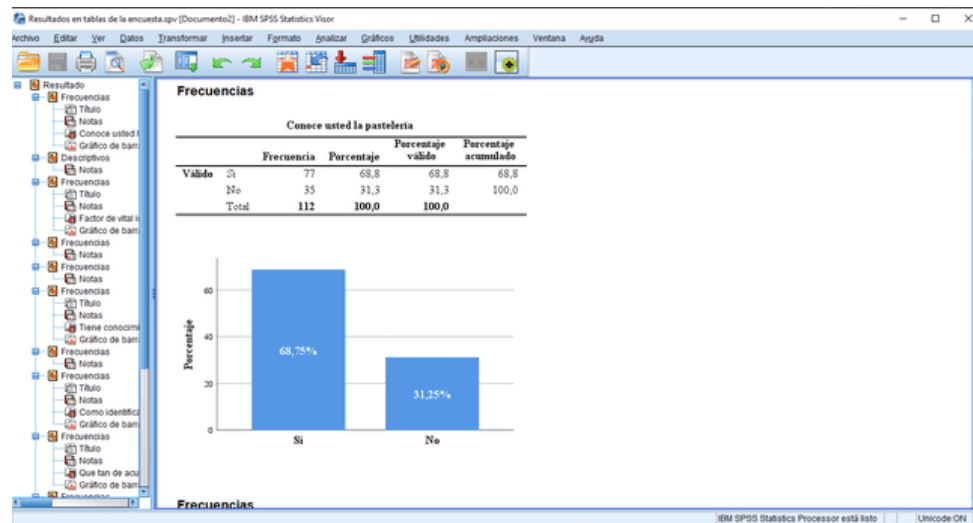 Resultados en tablas de la encuesta.spv [Documento2] - IBM SPSS Statistics Visor
Archivo Editar Ver Datos Transformar Insertar Formato Analizar Gráficos Utilidades Ampliaciones Ventana Ayuda
Resultado
Frecuencias
Título
Notas
Conoce usted l
Gráfico de barr
Descriptivos
Notas
Frecuencias
Título
Notas
Factor de vital i
Gráfico de barr
Frecuencias
Notas
Frecuencias
Notas
Frecuencias
Título
Notas
Tiene conocimi
Gráfico de barr
Frecuencias
Notas
Frecuencias
Título
Notas
Como identifica
Gráfico de barr
Frecuencias
Título
Notas
Que tan de acu
Gráfico de barr
Frecuencias
Frecuencias
Conoce usted la pastelería
Frecuencia Porcentaje Porcentaje válido Porcentaje acumulado
Válido Si 77 68,8 68,8 68,8
No 35 31,3 31,3 100,0
Total 112 100,0 100,0
Porcentaje
60
40
20
0
68,75%
31,25%
Si No
Frecuencias
IBM SPSS Statistics Processor está listo Unicode:ON